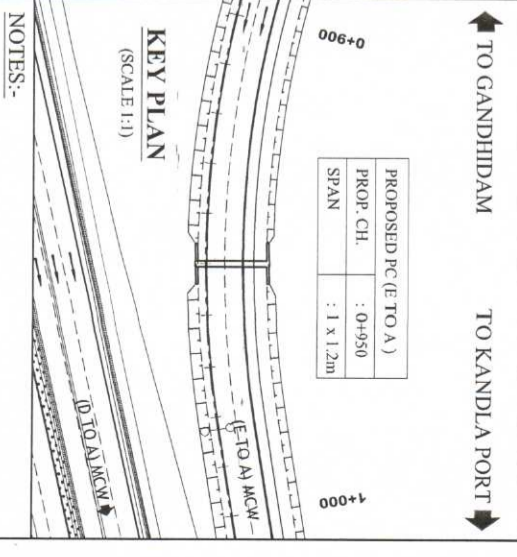 TO GANDHIDAM
TO KANDLA PORT
0+900
1+000
PROPOSED PC (E TO A )
PROP. CH. : 0+950
SPAN : 1 x 1.2m
(E TO A) MCW
KEY PLAN
(SCALE 1:1)
(D TO A) MCW
NOTES:-